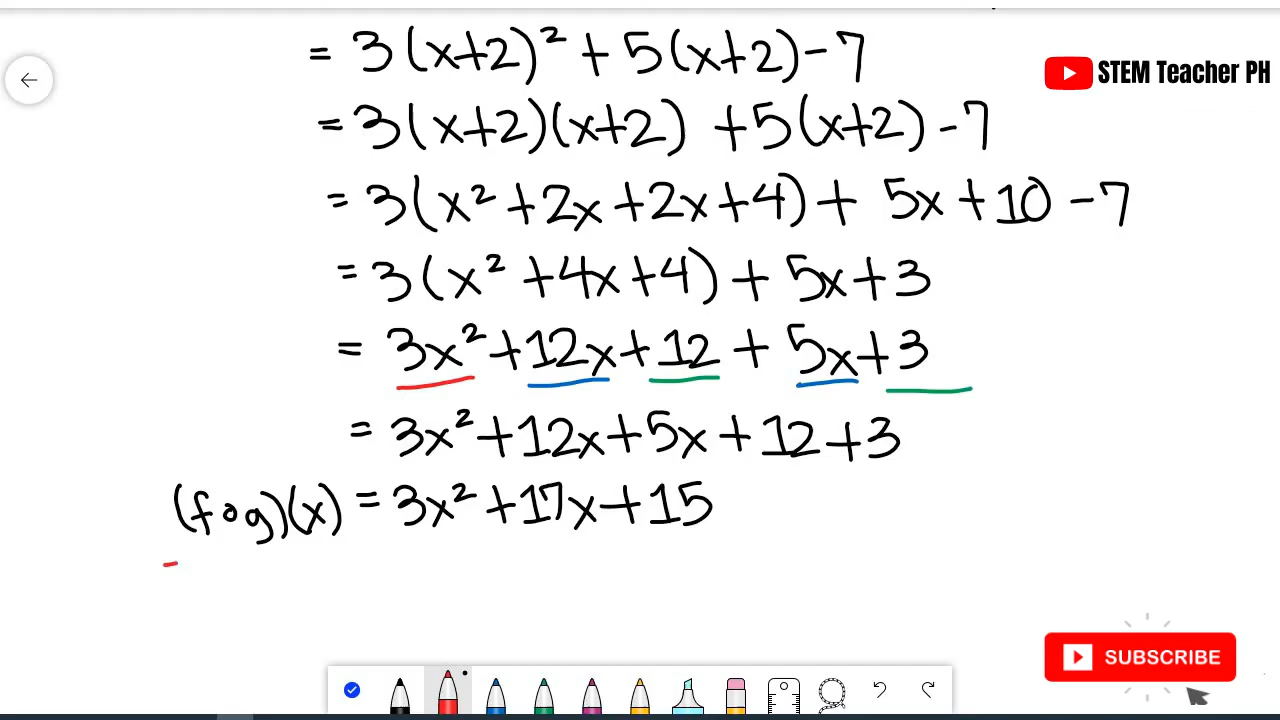 = 3(x+2)² + 5(x+2) - 7
STEM Teacher PH
= 3(x+2)(x+2) + 5(x+2) - 7
= 3(x² + 2x + 2x + 4) + 5x + 10 - 7
= 3(x² + 4x + 4) + 5x + 3
= 3x² + 12x + 12 + 5x + 3
= 3x² + 12x + 5x + 12 + 3
(fog)(x) = 3x² + 17x + 15
SUBSCRIBE